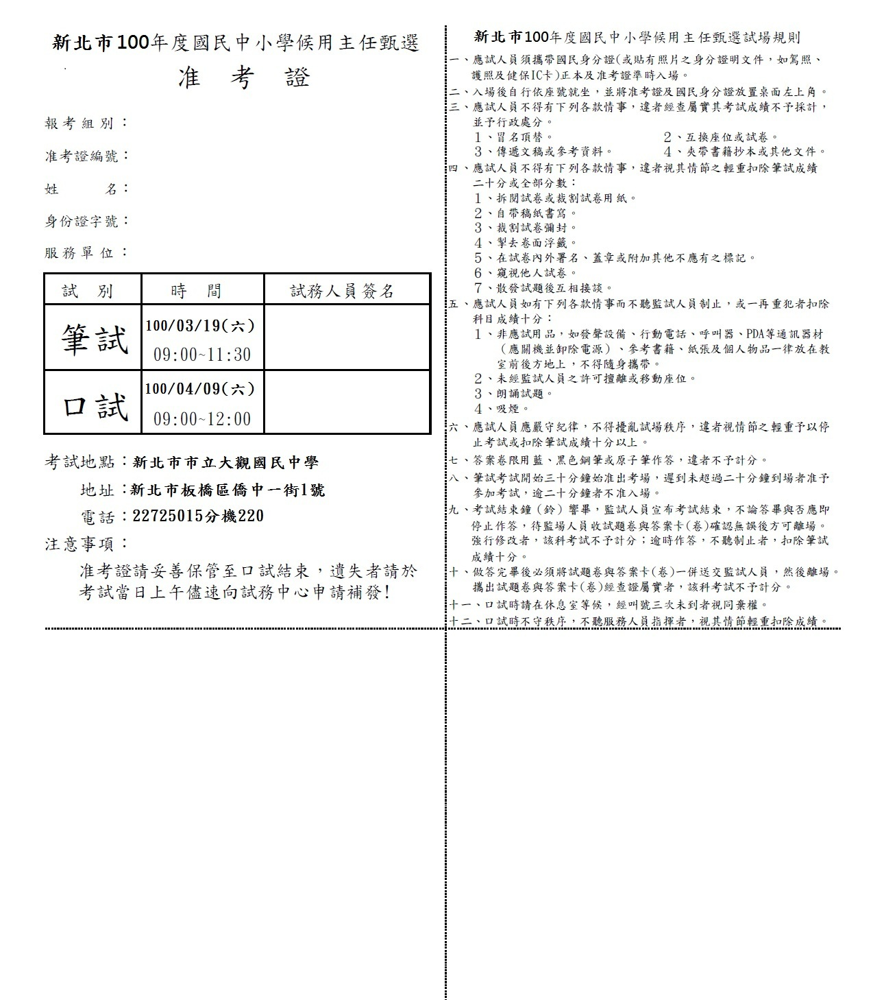 新北市100年度國民中小學候用主任甄選
准 考 證
報考組別：
准考證編號：
姓 名：
身份證字號：
服務單位：
試 別 時 間 試務人員簽名
筆試 100/03/19(六)
09:00~11:30
口試 100/04/09(六)
09:00~12:00
考試地點：新北市市立大觀國民中學
地址：新北市板橋區僑中一街1號
電話：22725015分機220
注意事項：
准考證請妥善保管至口試結束，遺失者請於
考試當日上午儘速向試務中心申請補發!
新北市100年度國民中小學候用主任甄選試場規則
一、應試人員須攜帶國民身分證(或貼有照片之身分證明文件，如駕照、
護照及健保IC卡)正本及准考證準時入場。
二、入場後自行依座號就坐，並將准考證及國民身分證放置桌面左上角。
三、應試人員不得有下列各款情事，違者經查屬實其考試成績不予採計，
並予行政處分。
１、冒名頂替。 ２、互換座位或試卷。
３、傳遞文稿或參考資料。 ４、夾帶書籍抄本或其他文件。
四、應試人員不得有下列各款情事，違者視其情節之輕重扣除筆試成績
二十分或全部分數：
１、拆閱試卷或裁割試卷用紙。
２、自帶稿紙書寫。
３、裁割試卷彌封。
４、掣去卷面浮籤。
５、在試卷內外署名、蓋章或附加其他不應有之標記。
６、窺視他人試卷。
７、散發試題後互相接談。
五、應試人員如有下列各款情事而不聽監試人員制止，或一再重犯者扣除
科目成績十分：
１、非應試用品，如發聲設備、行動電話、呼叫器、PDA等通訊器材
（應關機並卸除電源）、參考書籍、紙張及個人物品一律放在教
室前後方地上，不得隨身攜帶。
２、未經監試人員之許可擅離或移動座位。
３、朗誦試題。
４、吸煙。
六、應試人員應嚴守紀律，不得擾亂試場秩序，違者視情節之輕重予以停
止考試或扣除筆試成績十分以上。
七、答案卷限用藍、黑色鋼筆或原子筆作答，違者不予計分。
八、筆試考試開始三十分鐘始准出考場，遲到未超過二十分鐘到場者准予
參加考試，逾二十分鐘者不准入場。
九、考試結束鐘（鈴）響畢，監試人員宣布考試結束，不論答畢與否應即
停止作答，待監場人員收試題卷與答案卡(卷)確認無誤後方可離場。
強行修改者，該科考試不予計分；逾時作答，不聽制止者，扣除筆試
成績十分。
十、做答完畢後必須將試題卷與答案卡(卷)一併送交監試人員，然後離場。
攜出試題卷與答案卡(卷)經查證屬實者，該科考試不予計分。
十一、口試時請在休息室等候，經叫號三次未到者視同棄權。
十二、口試時不守秩序，不聽服務人員指揮者，視其情節輕重扣除成績。